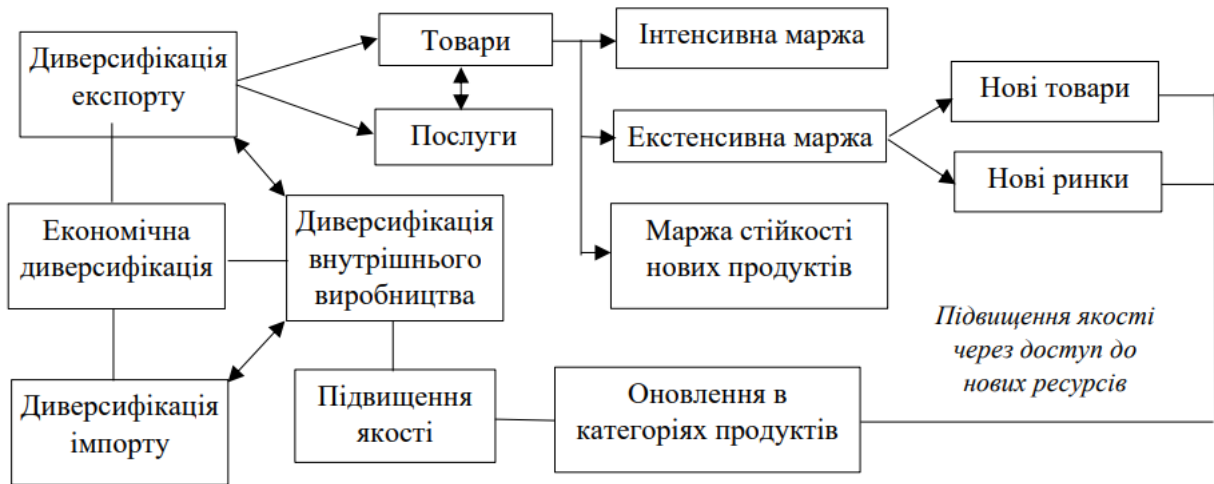 Диверсифікація
експорту
Товари
Послуги
Інтенсивна маржа
Екстенсивна маржа
Маржа стійкості
нових продуктів
Нові товари
Нові ринки
Економічна
диверсифікація
Диверсифікація
внутрішнього
виробництва
Диверсифікація
імпорту
Підвищення
якості
Оновлення в
категоріях продуктів
Підвищення якості
через доступ до
нових ресурсів